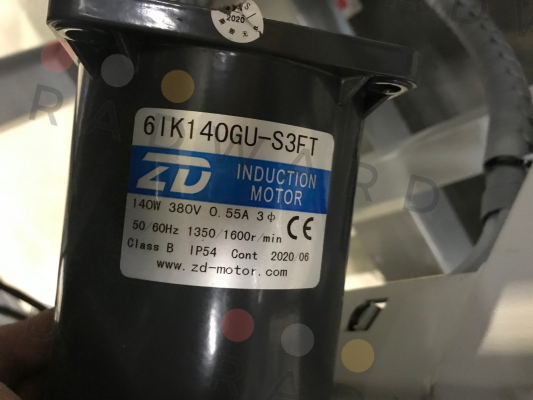 2020
6IK140GU-S3FT
ZD
INDUCTION
MOTOR
140W 380V 0.55A 3Φ
50/60Hz 1350/1600r/min
CE
Class B IP54 Cont 2020/06
www.zd-motor.com